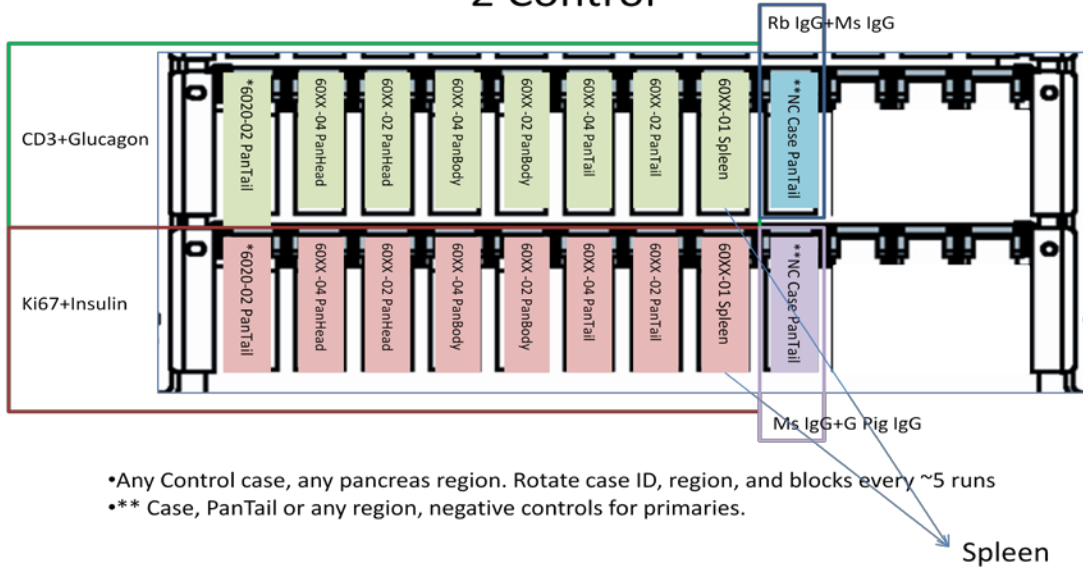 2 Control
Rb IgG+Ms IgG
CD3+Glucagon
*6020-02 PanTail
60XX -04 PanHead
60XX -02 PanHead
60XX -04 PanBody
60XX -02 PanBody
60XX -04 PanTail
60XX -02 PanTail
60XX-01 Spleen
**NC Case PanTail
Ki67+Insulin
*6020-02 PanTail
60XX -04 PanHead
60XX -02 PanHead
60XX -04 PanBody
60XX -02 PanBody
60XX -04 PanTail
60XX -02 PanTail
60XX-01 Spleen
**NC Case PanTail
Ms IgG+G Pig IgG
•Any Control case, any pancreas region. Rotate case ID, region, and blocks every ~5 runs
•** Case, PanTail or any region, negative controls for primaries.
Spleen